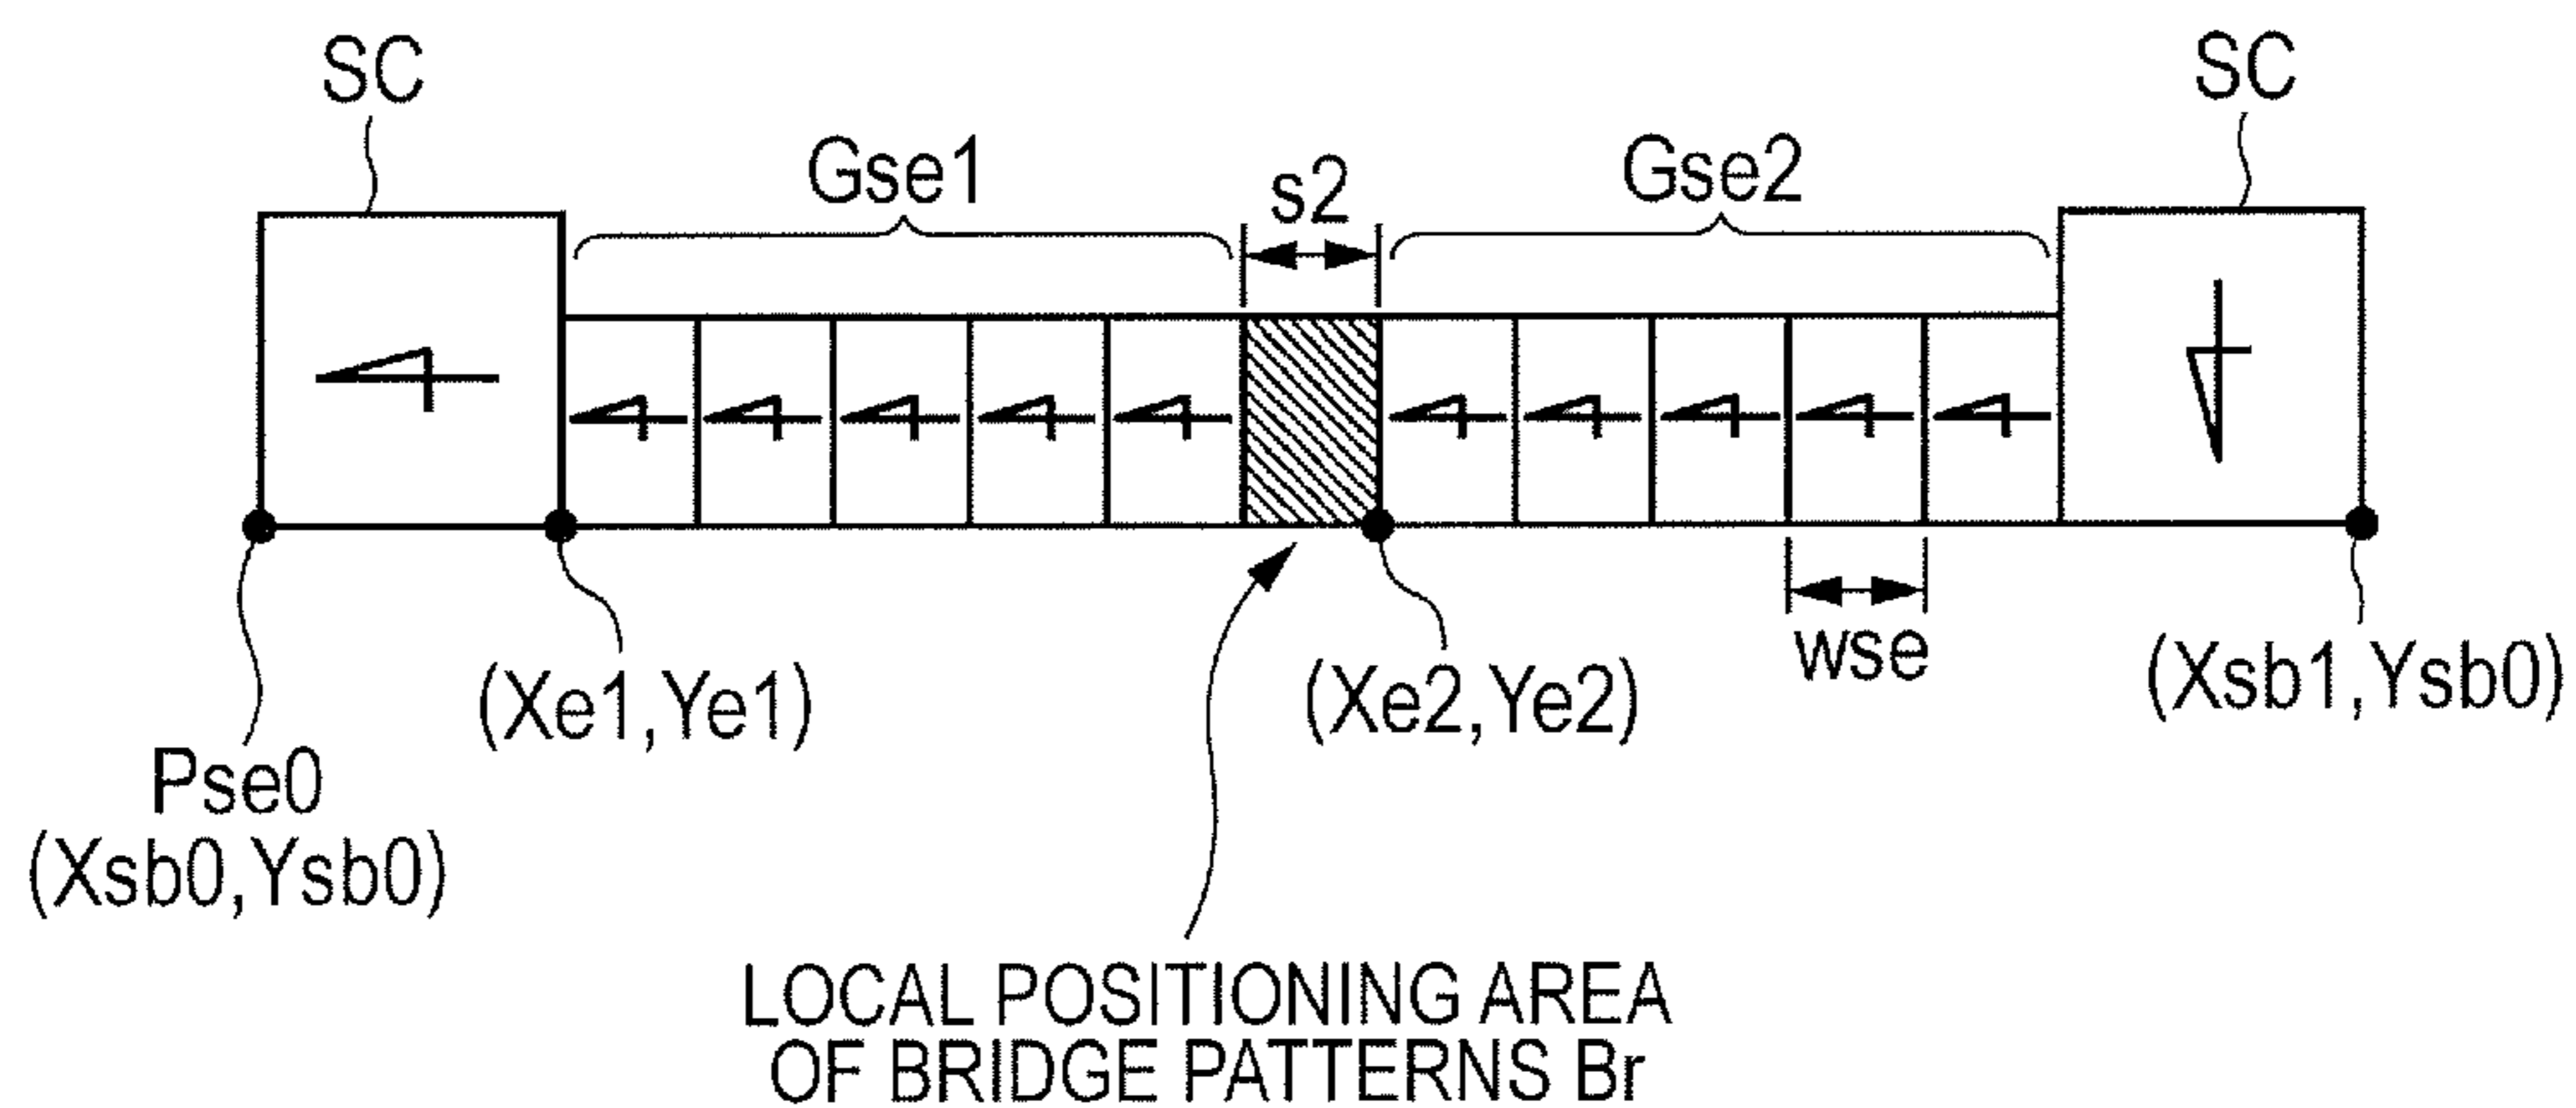 SC
SC
Gse1
s2
Gse2
wse
(Xe1,Ye1)
(Xe2,Ye2)
(Xsb1,Ysb0)
Pse0
(Xsb0,Ysb0)
LOCAL POSITIONING AREA
OF BRIDGE PATTERNS Br